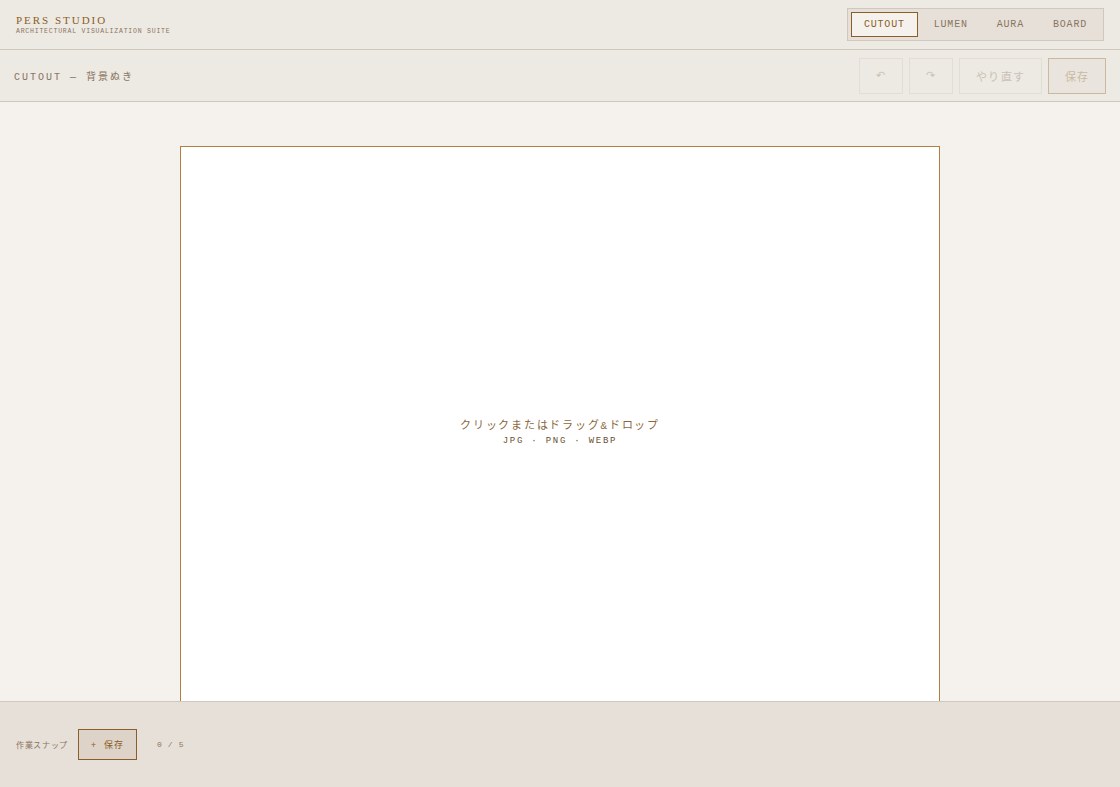 PERS STUDIO
ARCHITECTURAL VISUALIZATION SUITE
CUTOUT LUMEN AURA BOARD
CUTOUT — 背景ぬき
↶ ↷ やり直す 保存
クリックまたはドラッグ&ドロップ
JPG · PNG · WEBP
作業スナップ + 保存 0 / 5